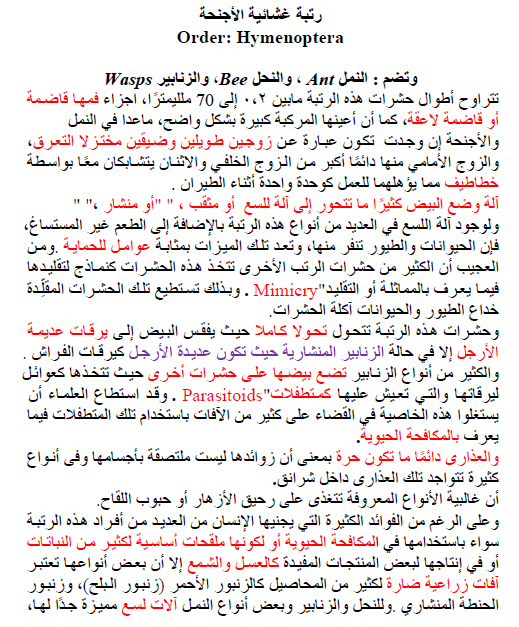 رتبة غشائية الأجنحة
Order: Hymenoptera
وتضم : النمل Ant ، والنحل Bee، والزنابير Wasps
تتراوح أطوال حشرات هذه الرتبة مابين ٠،٢ إلى 70 ملليمترًا، اجزاء فمها قاضمة
أو قاضمة لاعقة، كما أن أعينها المركبة كبيرة بشكل واضح، ماعدا في النمل
والأجنحة إن وجدت تكون عبارة عن زوجين طويلين وضيقين مختزلا التعرق،
والزوج الأمامي منها دائمًا أكبر من الزوج الخلفي والاثنان يتشابكان معًا بواسطة
خطاطيف مما يؤهلهما للعمل كوحدة واحدة أثناء الطيران .
آلة وضع البيض كثيرًا ما تتحور إلى آلة للسع أو مثقب ، " "أو منشار ،" "
ولوجود آلة اللسع في العديد من أنواع هذه الرتبة بالإضافة إلى الطعم غير المستساغ،
فإن الحيوانات والطيور تنفر منها، وتعد تلك الميزات بمثابة عوامل للحماية .ومن
العجيب أن الكثير من حشرات الرتب الأخرى تتخذ هذه الحشرات كنماذج لتقليدها
فيما يعرف بالمماثلة أو التقليد"Mimicry . وبذلك تستطيع تلك الحشرات المقلِّدة
خداع الطيور والحيوانات آكلة الحشرات.
وحشرات هذه الرتبة تتحول تحولا كاملا حيث يفقس البيض إلى يرقات عديمة
الأرجل إلا في حالة الزنابير المنشارية حيث تكون عديدة الأرجل كيرقات الفراش .
والكثير من أنواع الزنابير تضع بيضها على حشرات أخرى حيث تتخذها كعوائل
ليرقاتها والتي تعيش عليها كمتطفلات"Parasitoids . وقد استطاع العلماء أن
يستغلوا هذه الخاصية في القضاء على كثير من الآفات باستخدام تلك المتطفلات فيما
يعرف بالمكافحة الحيوية.
والعذارى دائمًا ما تكون حرة بمعنى أن زوائدها ليست ملتصقة بأجسامها وفى أنواع
كثيرة تتواجد تلك العذارى داخل شرانق.
أن غالبية الأنواع المعروفة تتغذى على رحيق الأزهار أو حبوب اللقاح.
وعلى الرغم من الفوائد الكثيرة التي يجنيها الإنسان من العديد من أفراد هذه الرتبة
سواء باستخدامها في المكافحة الحيوية أو لكونها ملقحات أساسية لكثير من النباتات
أو في إنتاجها لبعض المنتجات المفيدة كالعسل والشمع إلا أن بعض أنواعها تعتبر
آفات زراعية ضارة لكثير من المحاصيل كالزنبور الأحمر (زنبور البلح)، وزنبور
الحنطة المنشاري .وللنحل والزنابير وبعض أنواع النمل آلات لسع مميزة جدًا لها،